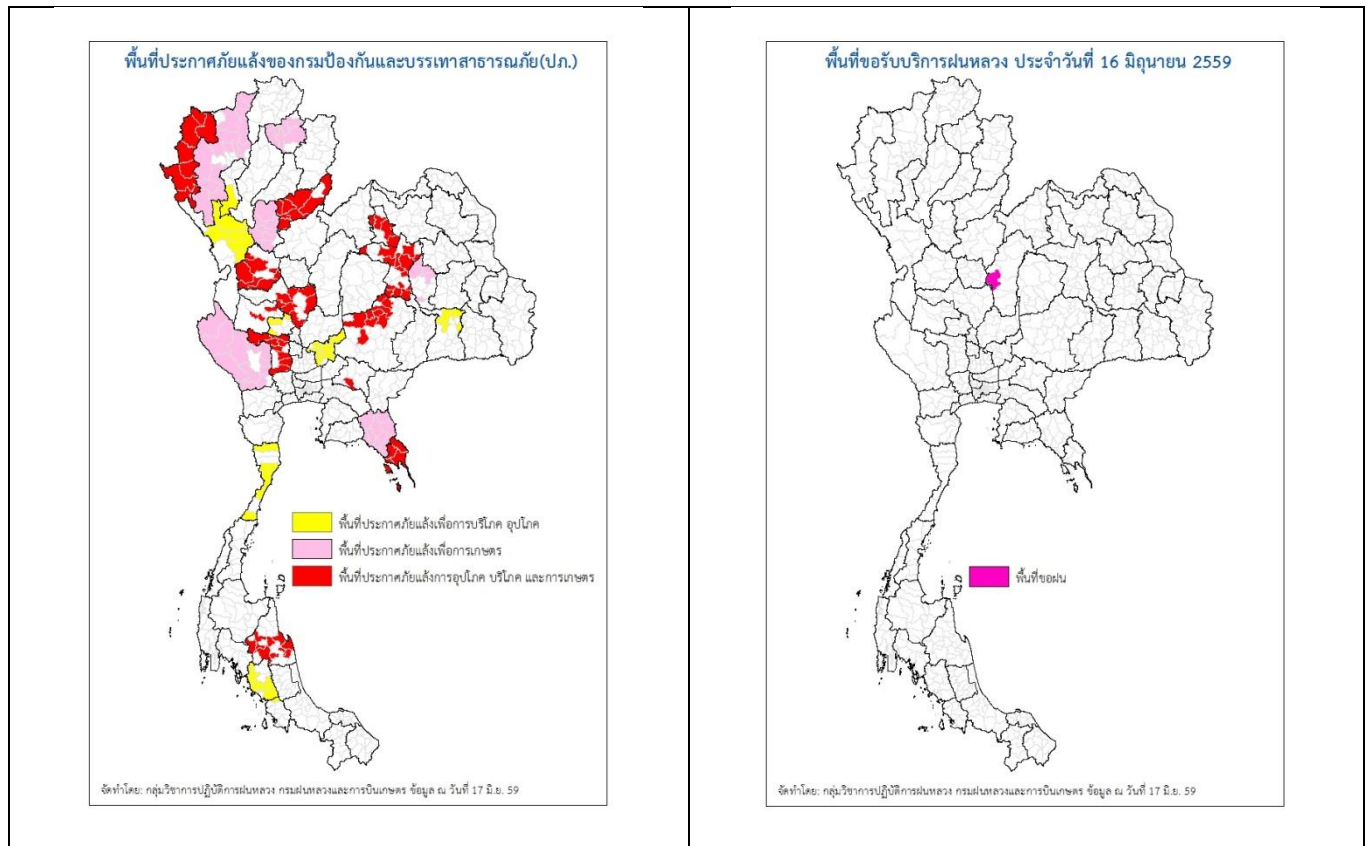 พื้นที่ประกาศภัยแล้งของกรมป้องกันและบรรเทาสาธารณภัย(ปภ.)
พื้นที่ประกาศภัยแล้งเพื่อการบริโภค อุปโภค
พื้นที่ประกาศภัยแล้งเพื่อการเกษตร
พื้นที่ประกาศภัยแล้งการอุปโภค บริโภค และการเกษตร
จัดทำโดย: กลุ่มวิชาการปฏิบัติการฝนหลวง กรมฝนหลวงและการบินเกษตร ข้อมูล ณ วันที่ 17 มิ.ย. 59
พื้นที่ขอรับบริการฝนหลวง ประจำวันที่ 16 มิถุนายน 2559
พื้นที่ขอฝน
จัดทำโดย: กลุ่มวิชาการปฏิบัติการฝนหลวง กรมฝนหลวงและการบินเกษตร ข้อมูล ณ วันที่ 17 มิ.ย. 59